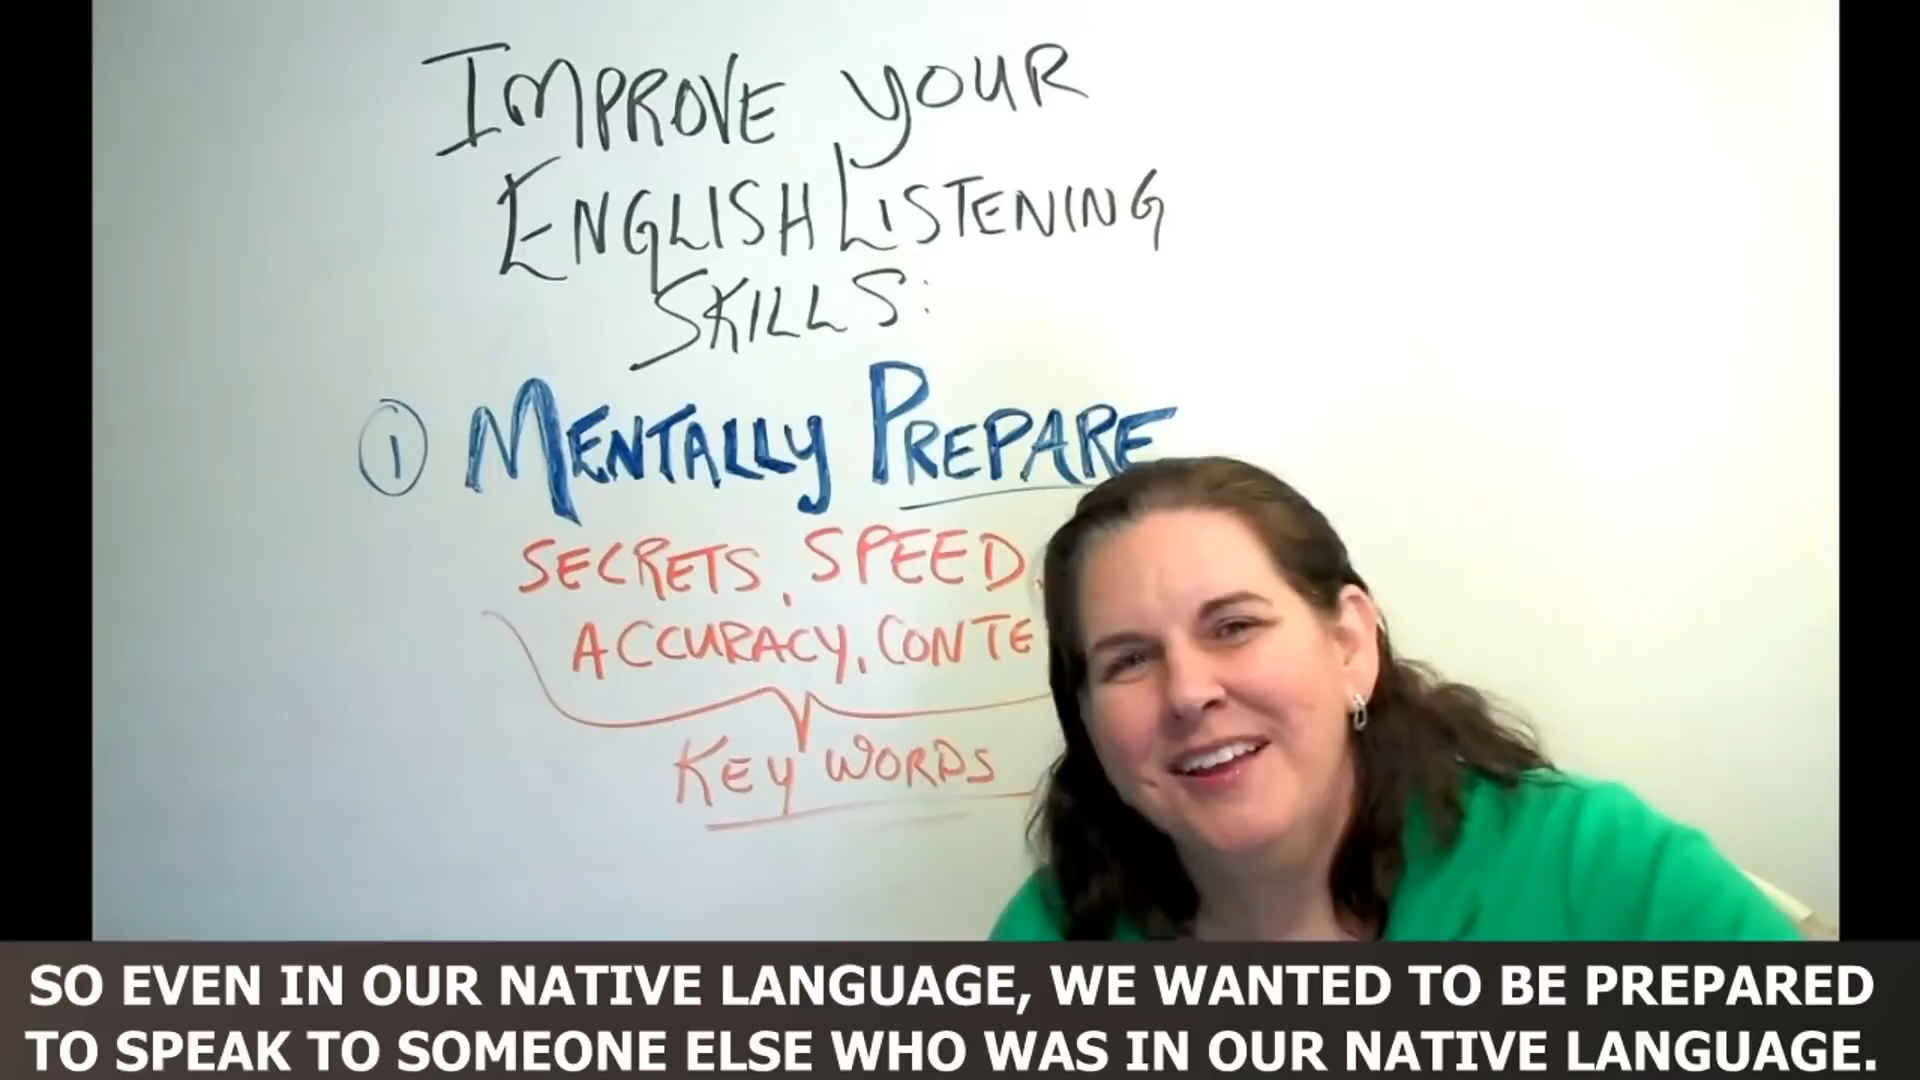 IMPROVE YOUR
ENGLISH LISTENING
SKILLS:
① MENTALLY PREPARE
SECRETS, SPEED,
ACCURACY, CONTE
KEY WORDS
SO EVEN IN OUR NATIVE LANGUAGE, WE WANTED TO BE PREPARED
TO SPEAK TO SOMEONE ELSE WHO WAS IN OUR NATIVE LANGUAGE.